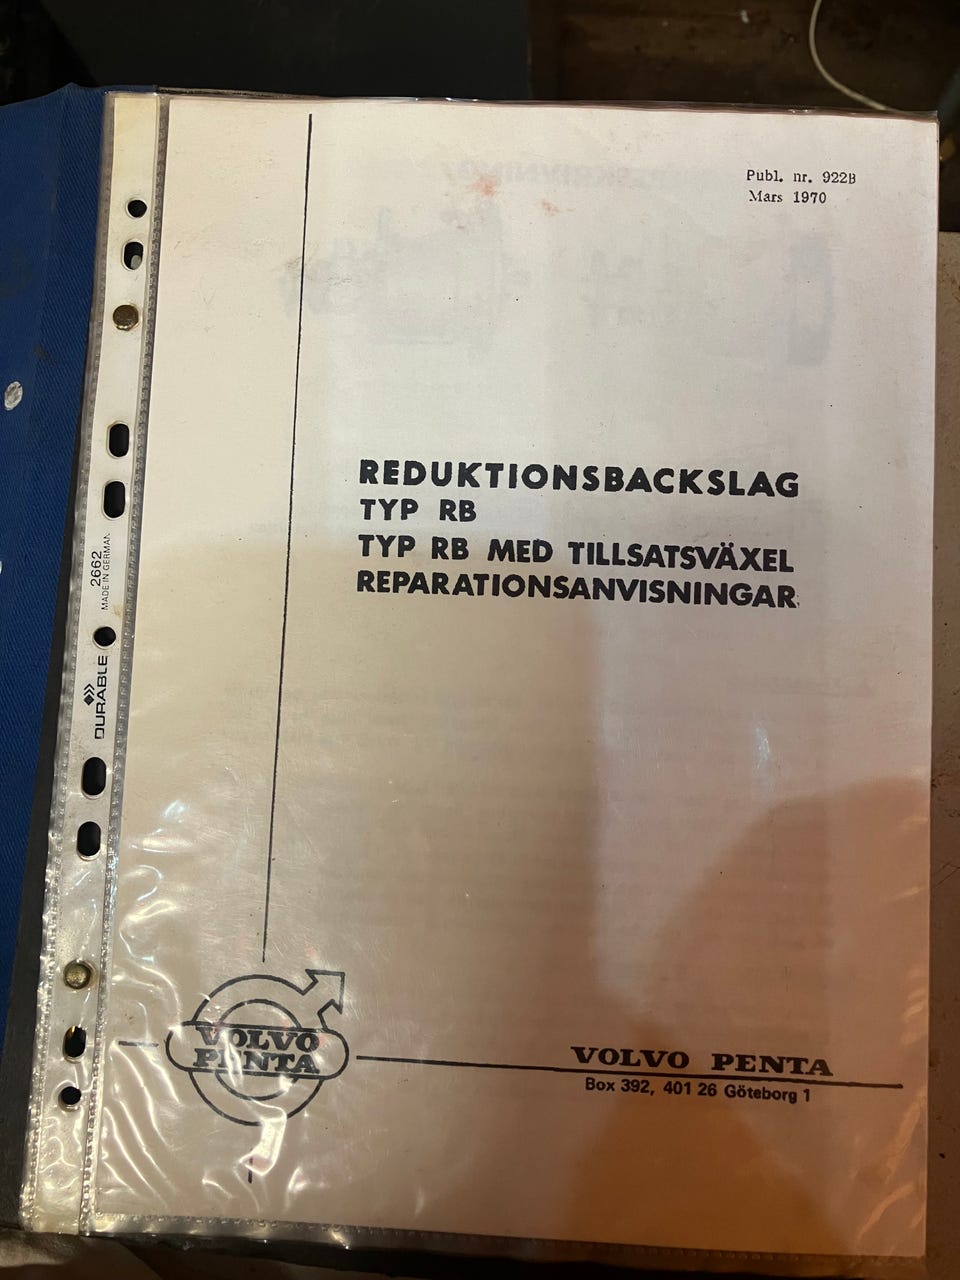 Publ. nr. 922B
Mars 1970
REDUKTIONSBACKSLAG
TYP RB
TYP RB MED TILLSATSVÄXEL
REPARATIONSANVISNINGAR
2662
MADE IN GERMANY
DURABLE
VOLVO
PENTA
VOLVO PENTA
Box 392, 401 26 Göteborg 1